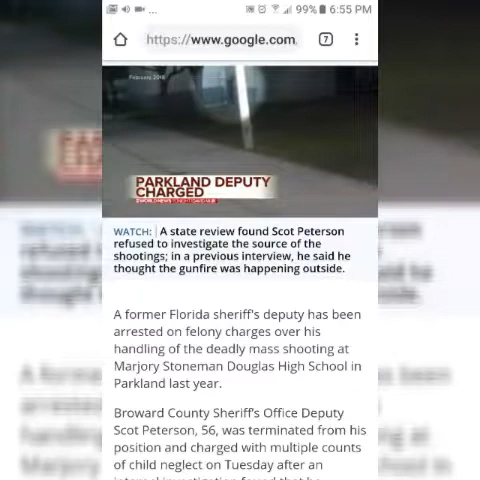 99% 6:55 PM
https://www.google.com, 7
February 2018
PARKLAND DEPUTY
CHARGED
WATCH: A state review found Scot Peterson
refused to investigate the source of the
shootings; in a previous interview, he said he
thought the gunfire was happening outside.
A former Florida sheriff's deputy has been
arrested on felony charges over his
handling of the deadly mass shooting at
Marjory Stoneman Douglas High School in
Parkland last year.
Broward County Sheriff's Office Deputy
Scot Peterson, 56, was terminated from his
position and charged with multiple counts
of child neglect on Tuesday after an